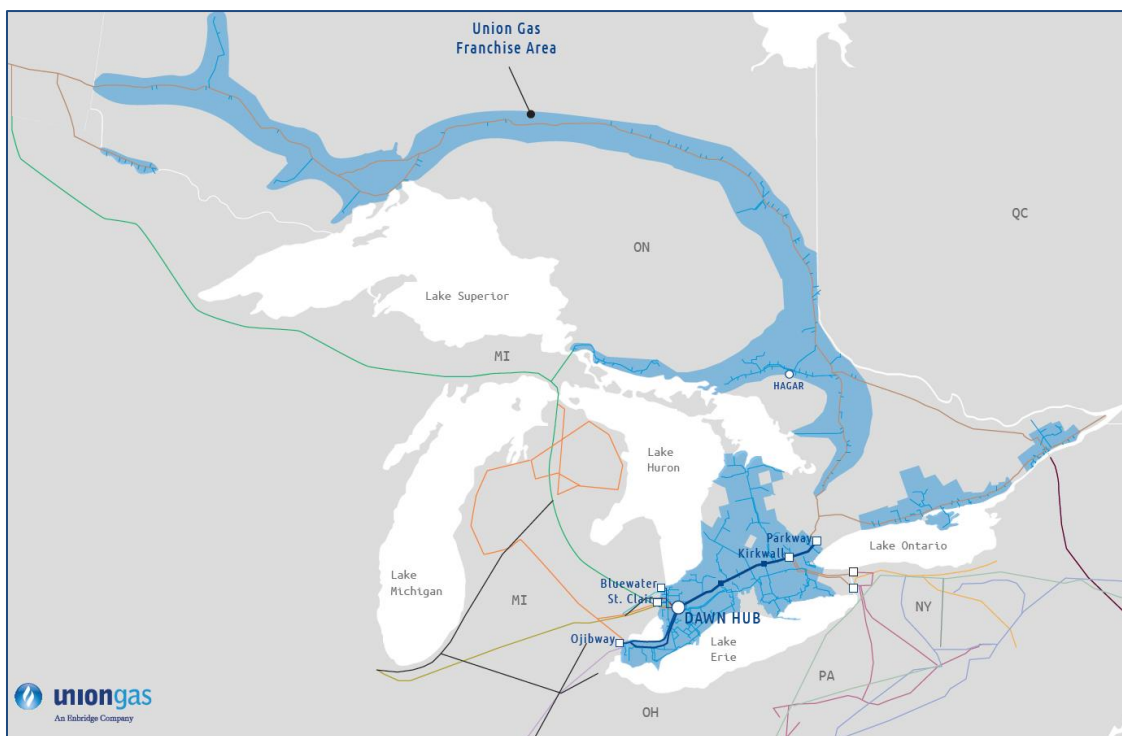 Union Gas
Franchise Area
QC
ON
Lake Superior
MI
HAGAR
Lake
Huron
Parkway
Lake Ontario
Kirkwall
Lake
Michigan
MI
Bluewater
St. Clair
DAWN HUB
NY
Ojibway
Lake
Erie
PA
OH
uniongas
An Enbridge Company